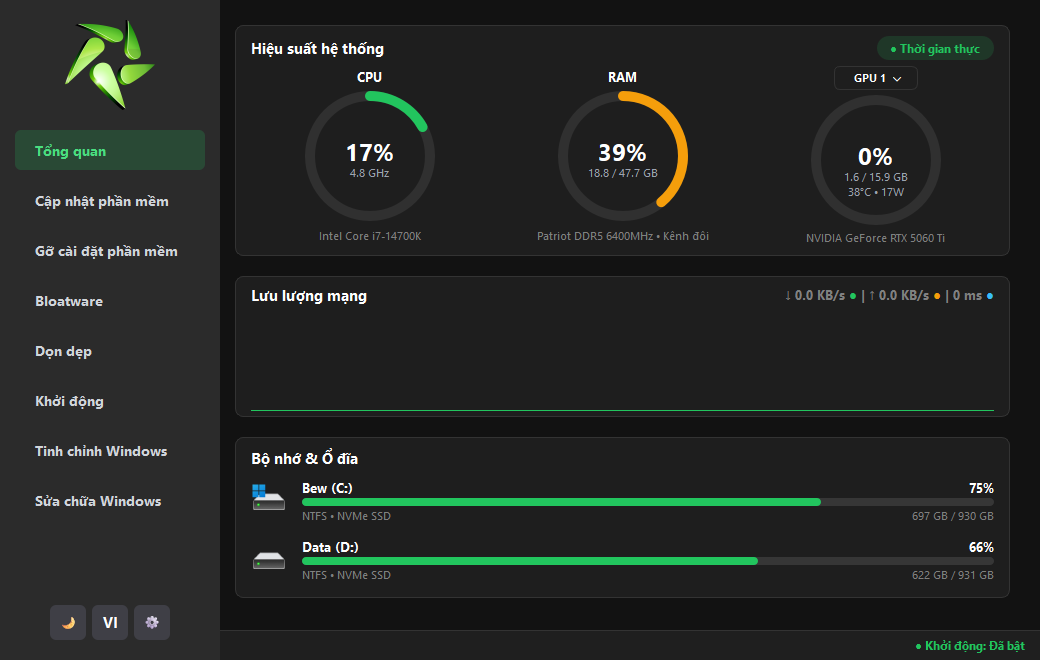 Tổng quan
Cập nhật phần mềm
Gỡ cài đặt phần mềm
Bloatware
Dọn dẹp
Khởi động
Tinh chỉnh Windows
Sửa chữa Windows
VI
Hiệu suất hệ thống
• Thời gian thực
CPU
17%
4.8 GHz
Intel Core i7-14700K
RAM
39%
18.8 / 47.7 GB
Patriot DDR5 6400MHz • Kênh đôi
GPU 1
0%
1.6 / 15.9 GB
38°C • 17W
NVIDIA GeForce RTX 5060 Ti
Lưu lượng mạng
↓ 0.0 KB/s ● | ↑ 0.0 KB/s ● | 0 ms ●
Bộ nhớ & Ổ đĩa
Bew (C:) 75%
NTFS • NVMe SSD 697 GB / 930 GB
Data (D:) 66%
NTFS • NVMe SSD 622 GB / 931 GB
● Khởi động: Đã bật